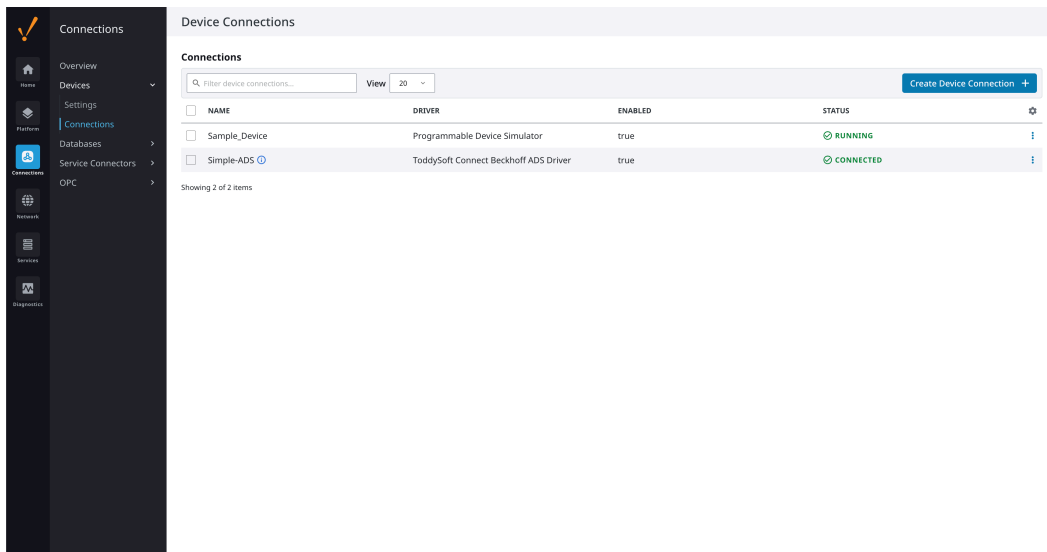 Connections
Home
Platform
Connections
Network
Services
Diagnostics
Overview
Devices
Settings
Connections
Databases
Service Connectors
OPC
Device Connections
Connections
Filter device connections... View 20 Create Device Connection +
NAME DRIVER ENABLED STATUS
Sample_Device Programmable Device Simulator true RUNNING
Simple-ADS ToddySoft Connect Beckhoff ADS Driver true CONNECTED
Showing 2 of 2 items